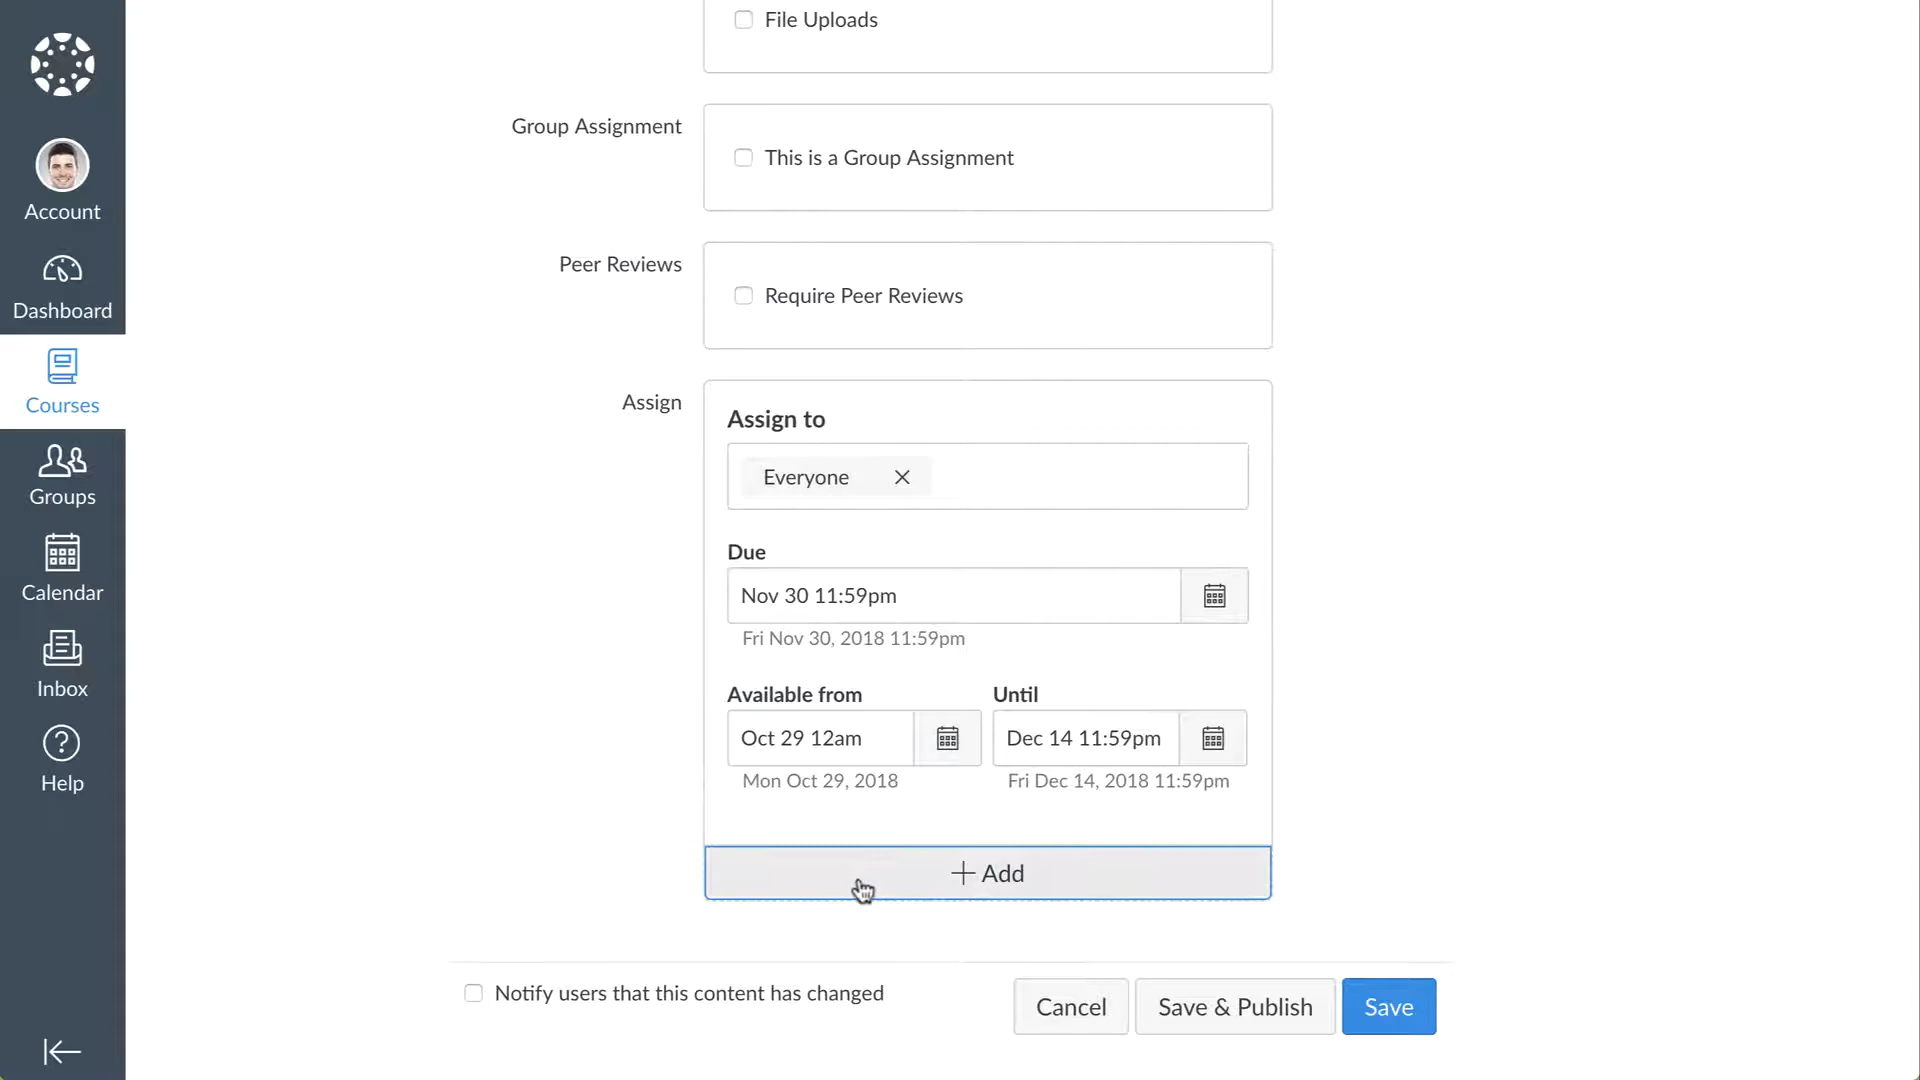 File Uploads
Group Assignment
This is a Group Assignment
Account
Peer Reviews
Require Peer Reviews
Dashboard
Courses
Assign
Assign to
Everyone
Groups
Due
Nov 30 11:59pm
Fri Nov 30, 2018 11:59pm
Calendar
Available from
Until
Oct 29 12am
Dec 14 11:59pm
Mon Oct 29, 2018
Fri Dec 14, 2018 11:59pm
Inbox
Help
Add
Notify users that this content has changed
Cancel
Save & Publish
Save